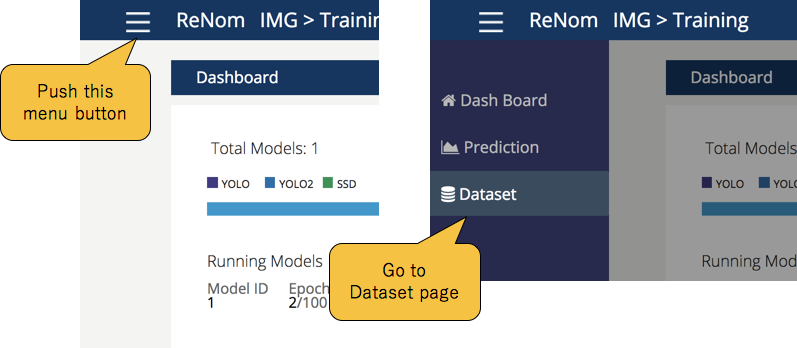 ReNom IMG > Training
Push this
menu button
Dashboard
Total Models: 1
YOLO YOLO2 SSD
Running Models
Model ID Epoch
1 2/100
ReNom IMG > Training
Dash Board
Prediction
Dataset
Go to
Dataset page
Dashboard
Total Models
YOLO YOL
Running Mod